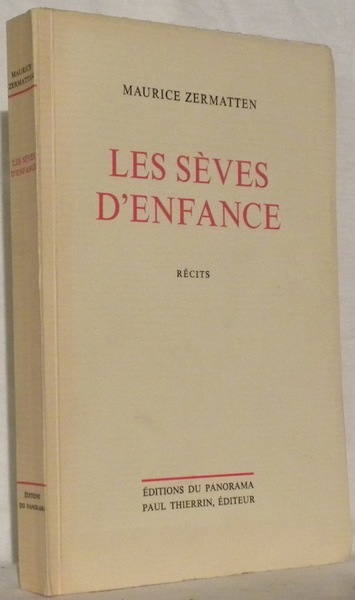 MAURICE
ZERMATTEN
LES SÈVES
D'ENFANCE
ÉDITIONS
DU PANORAMA
MAURICE ZERMATTEN
LES SÈVES
D'ENFANCE
RÉCITS
ÉDITIONS DU PANORAMA
PAUL THIERRIN, ÉDITEUR